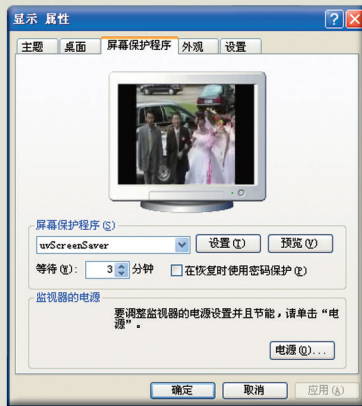 显示 属性
主题 桌面 屏幕保护程序 外观 设置
屏幕保护程序(S)
uvScreenSaver 设置(T) 预览(V)
等待(W): 3 分钟 在恢复时使用密码保护(P)
监视器的电源
要调整监视器的电源设置并且节能，请单击“电
源”。
电源(O)...
确定 取消 应用(A)